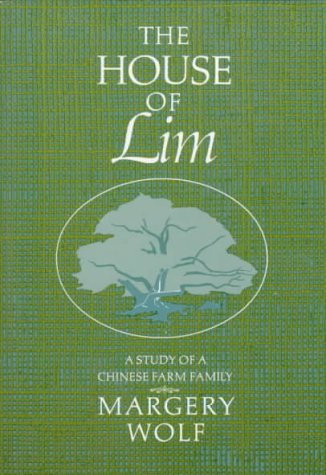 THE
HOUSE
OF
Lim
A STUDY OF A
CHINESE FARM FAMILY
MARGERY
WOLF